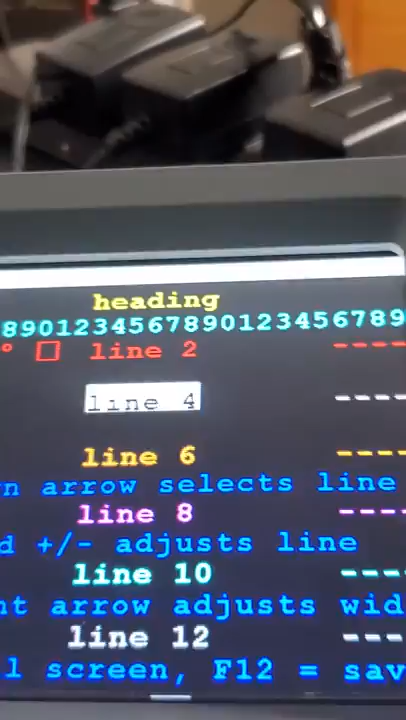 heading
8901234567890123456789
° □ line 2 ----
line 4 ----
line 6 ----
n arrow selects line
line 8 ----
d +/- adjusts line
line 10 ----
nt arrow adjusts wid
line 12 ---
l screen, F12 = sav